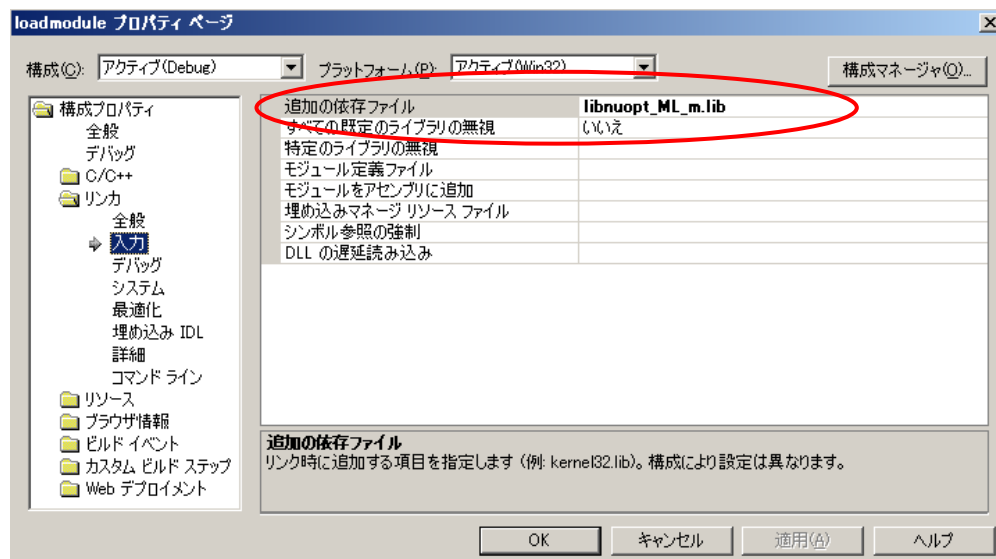 loadmodule プロパティ ページ
構成(C): アクティブ(Debug) プラットフォーム(P): アクティブ(Win32) 構成マネージャ(O)...
構成プロパティ
全般
デバッグ
C/C++
リンカ
全般
入力
デバッグ
システム
最適化
埋め込み IDL
詳細
コマンド ライン
リソース
ブラウザ情報
ビルド イベント
カスタム ビルド ステップ
Web デプロイメント
追加の依存ファイル libnuopt_ML_m.lib
すべての既定のライブラリの無視 いいえ
特定のライブラリの無視
モジュール定義ファイル
モジュールをアセンブリに追加
埋め込みマネージ リソース ファイル
シンボル参照の強制
DLL の遅延読み込み
追加の依存ファイル
リンク時に追加する項目を指定します (例: kernel32.lib)。構成により設定は異なります。
OK キャンセル 適用(A) ヘルプ